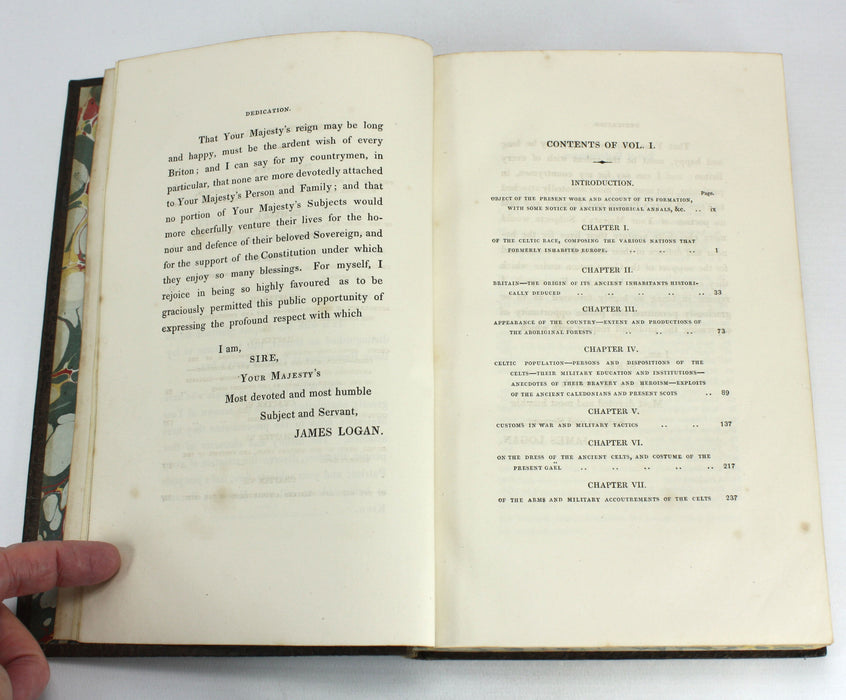 DEDICATION.
That Your Majesty's reign may be long
and happy, must be the ardent wish of every
Briton; and I can say for my countrymen, in
particular, that none are more devotedly attached
to Your Majesty's Person and Family; and that
no portion of Your Majesty's Subjects would
more cheerfully venture their lives for the ho-
nour and defence of their beloved Sovereign, and
for the support of the Constitution under which
they enjoy so many blessings. For myself, I
rejoice in being so highly favoured as to be
graciously permitted this public opportunity of
expressing the profound respect with which
I am,
SIRE,
YOUR MAJESTY'S
Most devoted and most humble
Subject and Servant,
JAMES LOGAN.
CONTENTS OF VOL. I.
INTRODUCTION.
Page.
OBJECT OF THE PRESENT WORK AND ACCOUNT OF ITS FORMATION,
WITH SOME NOTICE OF ANCIENT HISTORICAL ANNALS, &c. .. ix
CHAPTER I.
OF THE CELTIC RACE, COMPOSING THE VARIOUS NATIONS THAT
FORMERLY INHABITED EUROPE. .. .. .. 1
CHAPTER II.
BRITAIN—THE ORIGIN OF ITS ANCIENT INHABITANTS HISTORI-
CALLY DEDUCED .. .. .. .. .. 33
CHAPTER III.
APPEARANCE OF THE COUNTRY—EXTENT AND PRODUCTIONS OF
THE ABORIGINAL FORESTS .. .. .. 73
CHAPTER IV.
CELTIC POPULATION—PERSONS AND DISPOSITIONS OF THE
CELTS—THEIR MILITARY EDUCATION AND INSTITUTIONS—
ANECDOTES OF THEIR BRAVERY AND HEROISM—EXPLOITS
OF THE ANCIENT CALEDONIANS AND PRESENT SCOTS .. 89
CHAPTER V.
CUSTOMS IN WAR AND MILITARY TACTICS .. .. 137
CHAPTER VI.
ON THE DRESS OF THE ANCIENT CELTS, AND COSTUME OF THE
PRESENT GAËL .. .. .. .. .. 217
CHAPTER VII.
OF THE ARMS AND MILITARY ACCOUTREMENTS OF THE CELTS 237